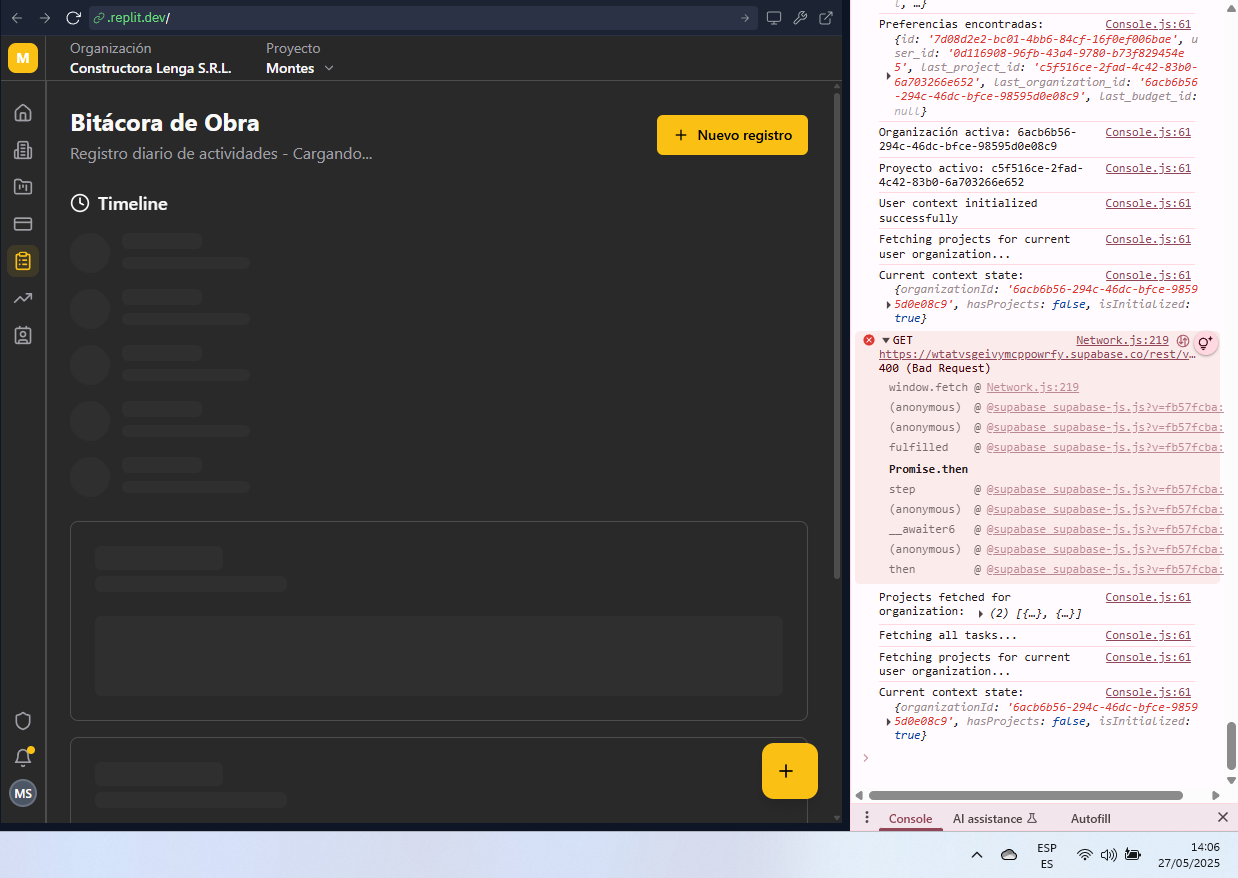 .replit.dev/
M
Organización
Constructora Lenga S.R.L.
Proyecto
Montes
Bitácora de Obra
Registro diario de actividades - Cargando...
+ Nuevo registro
Timeline
+
MS
Preferencias encontradas: Console.js:61
{id: '7d08d2e2-bc01-4bb6-84cf-16f0ef006bae', u
ser_id: '0d116908-96fb-43a4-9780-b73f829454e
5', last_project_id: 'c5f516ce-2fad-4c42-83b0-
6a703266e652', last_organization_id: '6acb6b56
-294c-46dc-bfce-98595d0e08c9', last_budget_id:
null}
Organización activa: 6acb6b56- Console.js:61
294c-46dc-bfce-98595d0e08c9
Proyecto activo: c5f516ce-2fad- Console.js:61
4c42-83b0-6a703266e652
User context initialized Console.js:61
successfully
Fetching projects for current Console.js:61
user organization...
Current context state: Console.js:61
{organizationId: '6acb6b56-294c-46dc-bfce-9859
5d0e08c9', hasProjects: false, isInitialized:
true}
GET Network.js:219
https://wtatvsgeivymcppowrfy.supabase.co/rest/v…
400 (Bad Request)
window.fetch @ Network.js:219
(anonymous) @ @supabase_supabase-js.js?v=fb57fcba:
(anonymous) @ @supabase_supabase-js.js?v=fb57fcba:
fulfilled @ @supabase_supabase-js.js?v=fb57fcba:
Promise.then
step @ @supabase_supabase-js.js?v=fb57fcba:
(anonymous) @ @supabase_supabase-js.js?v=fb57fcba:
__awaiter6 @ @supabase_supabase-js.js?v=fb57fcba:
(anonymous) @ @supabase_supabase-js.js?v=fb57fcba:
then @ @supabase_supabase-js.js?v=fb57fcba:
Projects fetched for Console.js:61
organization: (2) [{…}, {…}]
Fetching all tasks... Console.js:61
Fetching projects for current Console.js:61
user organization...
Current context state: Console.js:61
{organizationId: '6acb6b56-294c-46dc-bfce-9859
5d0e08c9', hasProjects: false, isInitialized:
true}
Console AI assistance Autofill
ESP
ES
14:06
27/05/2025